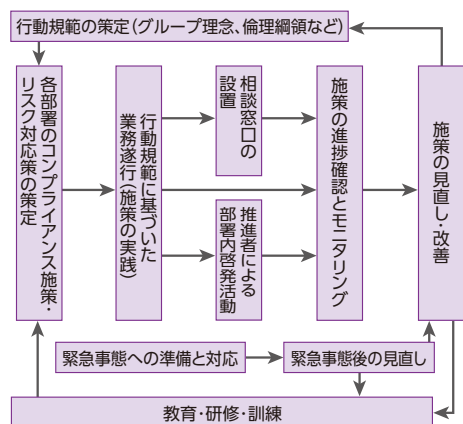 行動規範の策定（グループ理念、倫理綱領など）
各部署のコンプライアンス施策・
リスク対応策の策定
行動規範に基づいた
業務遂行（施策の実践）
相談窓口の
設置
推進者による
部署内啓発活動
施策の進捗確認とモニタリング
施策の見直し・改善
緊急事態への準備と対応
緊急事態後の見直し
教育・研修・訓練